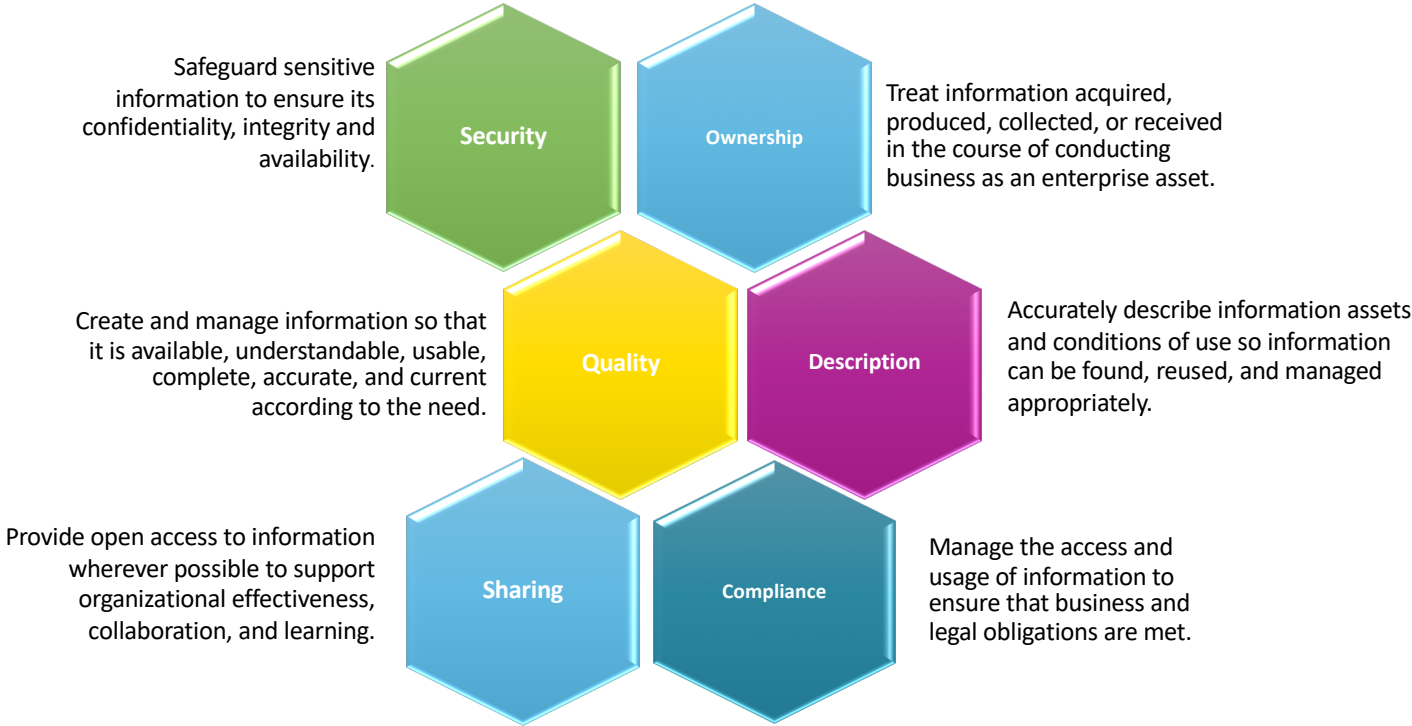 Safeguard sensitive
information to ensure its
confidentiality, integrity and
availability.
Security
Ownership
Treat information acquired,
produced, collected, or received
in the course of conducting
business as an enterprise asset.
Create and manage information so that
it is available, understandable, usable,
complete, accurate, and current
according to the need.
Quality
Description
Accurately describe information assets
and conditions of use so information
can be found, reused, and managed
appropriately.
Provide open access to information
wherever possible to support
organizational effectiveness,
collaboration, and learning.
Sharing
Compliance
Manage the access and
usage of information to
ensure that business and
legal obligations are met.